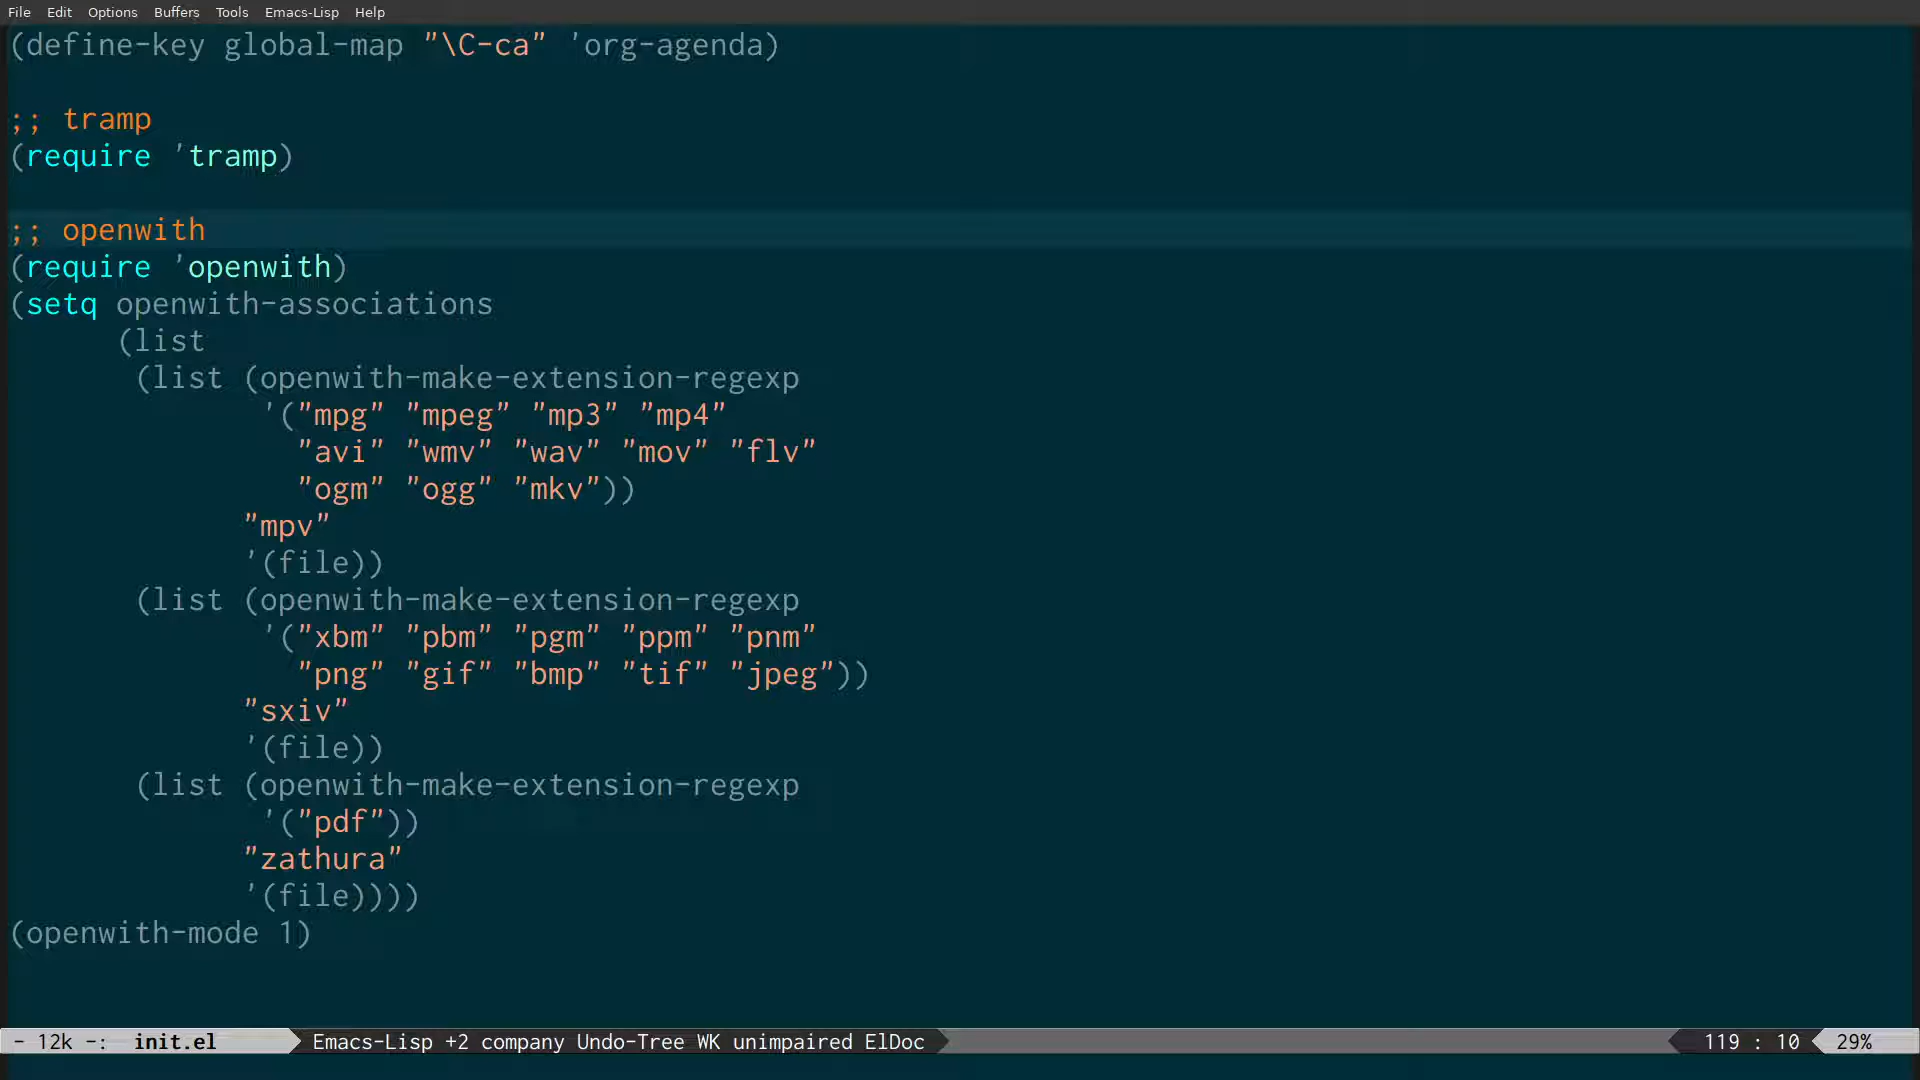 File Edit Options Buffers Tools Emacs-Lisp Help
(define-key global-map "\C-ca" 'org-agenda)
;; tramp
(require 'tramp)
;; openwith
(require 'openwith)
(setq openwith-associations
      (list
       (list (openwith-make-extension-regexp
              '("mpg" "mpeg" "mp3" "mp4"
                "avi" "wmv" "wav" "mov" "flv"
                "ogm" "ogg" "mkv"))
             "mpv"
             '(file))
       (list (openwith-make-extension-regexp
              '("xbm" "pbm" "pgm" "ppm" "pnm"
                "png" "gif" "bmp" "tif" "jpeg"))
             "sxiv"
             '(file))
       (list (openwith-make-extension-regexp
              '("pdf"))
             "zathura"
             '(file))))
(openwith-mode 1)
- 12k -: init.el Emacs-Lisp +2 company Undo-Tree WK unimpaired ElDoc 119 : 10 29%